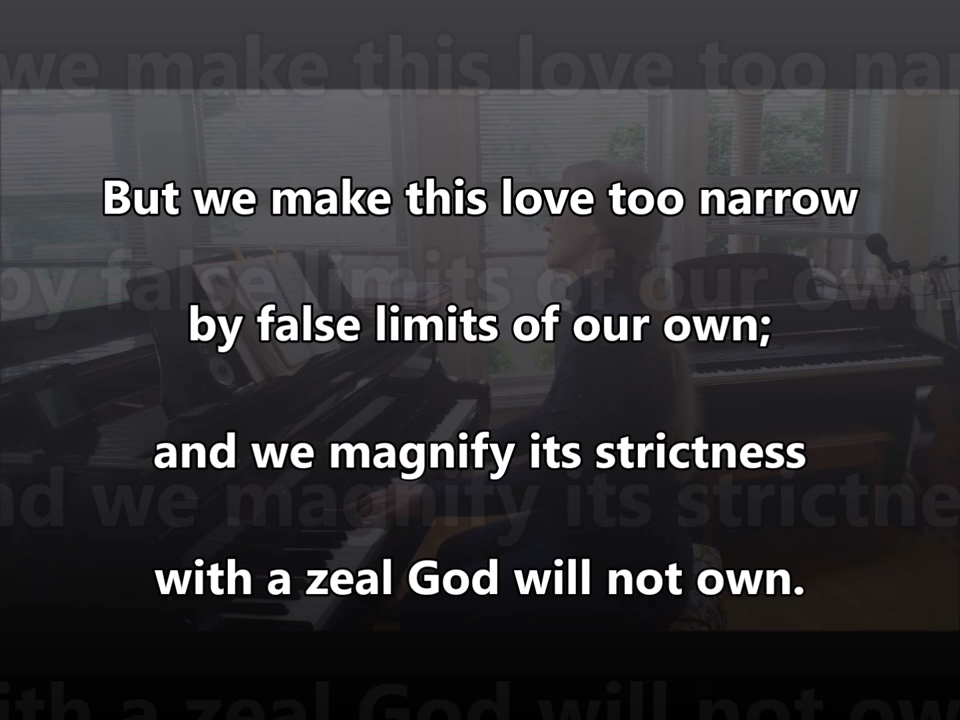 But we make this love too narrow
by false limits of our own;
and we magnify its strictness
with a zeal God will not own.